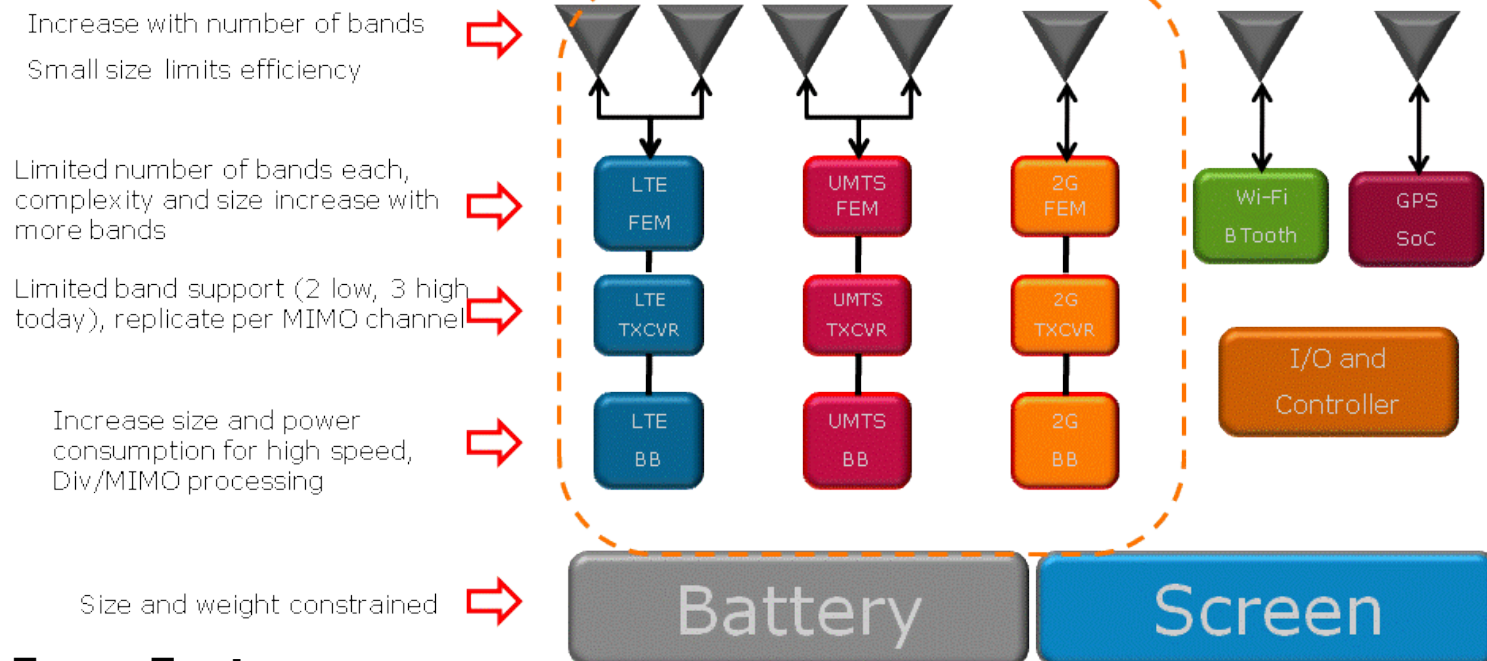 Increase with number of bands
Small size limits efficiency
Limited number of bands each,
complexity and size increase with
more bands
LTE
FEM
UMTS
FEM
2G
FEM
Wi-Fi
BTooth
GPS
SoC
Limited band support (2 low, 3 high
today), replicate per MIMO channel
LTE
TXCVR
UMTS
TXCVR
2G
TXCVR
I/O and
Controller
Increase size and power
consumption for high speed,
Div/MIMO processing
LTE
BB
UMTS
BB
2G
BB
Size and weight constrained
Battery
Screen